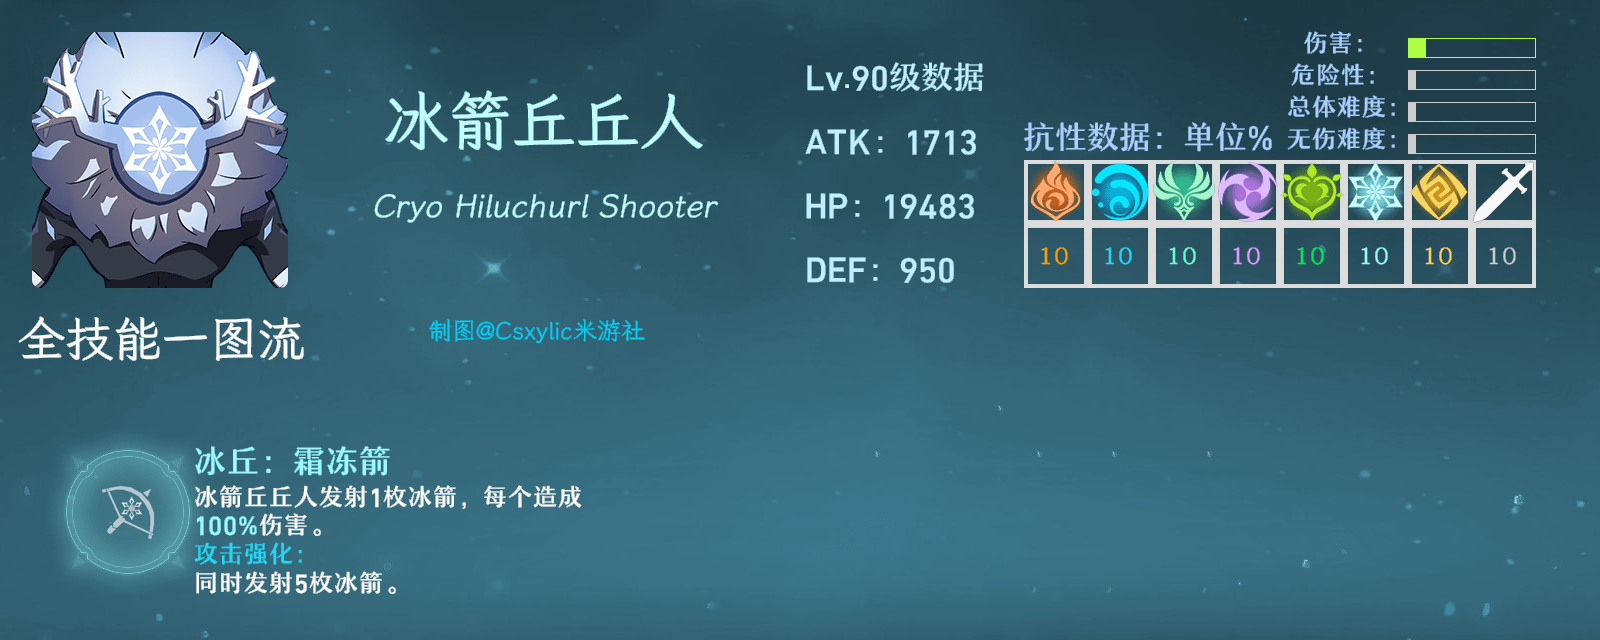 冰箭丘丘人
Cryo Hiluchurl Shooter
全技能一图流
制图@Csxylic米游社
Lv.90级数据
ATK：1713
HP：19483
DEF：950
伤害：
危险性：
总体难度：
无伤难度：
抗性数据：单位%
10 10 10 10 10 10 10 10
冰丘：霜冻箭
冰箭丘丘人发射1枚冰箭，每个造成
100%伤害。
攻击强化：
同时发射5枚冰箭。